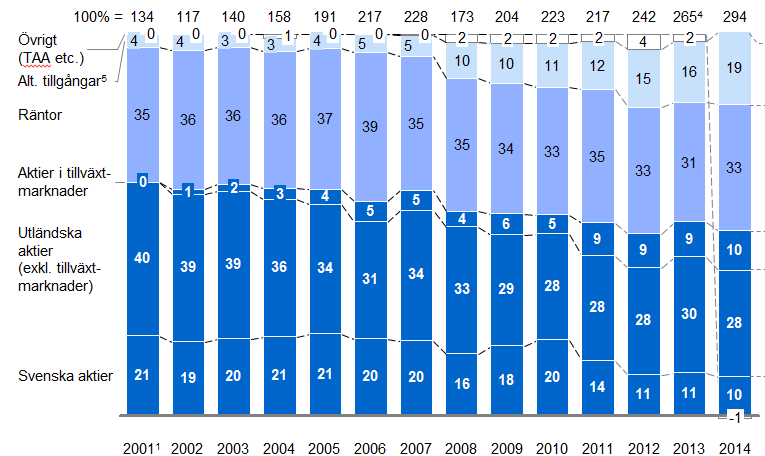 100% = 134 117 140 158 191 217 228 173 204 223 217 242 265⁴ 294
Övrigt (TAA etc.) 0 0 0 1 0 0 0 2 2 2 2 4 2
Alt. tillgångar⁵ 4 4 3 3 4 5 5 10 10 11 12 15 16 19
Räntor 35 36 36 36 37 39 35 35 34 33 35 33 31 33
Aktier i tillväxt-
marknader 0 1 2 3 4 5 5 4 6 5 9 9 9 10
Utländska
aktier
(exkl. tillväxt-
marknader) 40 39 39 36 34 31 34 33 29 28 28 28 30 28
Svenska aktier 21 19 20 21 21 20 20 16 18 20 14 11 11 10
-1
2001¹ 2002 2003 2004 2005 2006 2007 2008 2009 2010 2011 2012 2013 2014